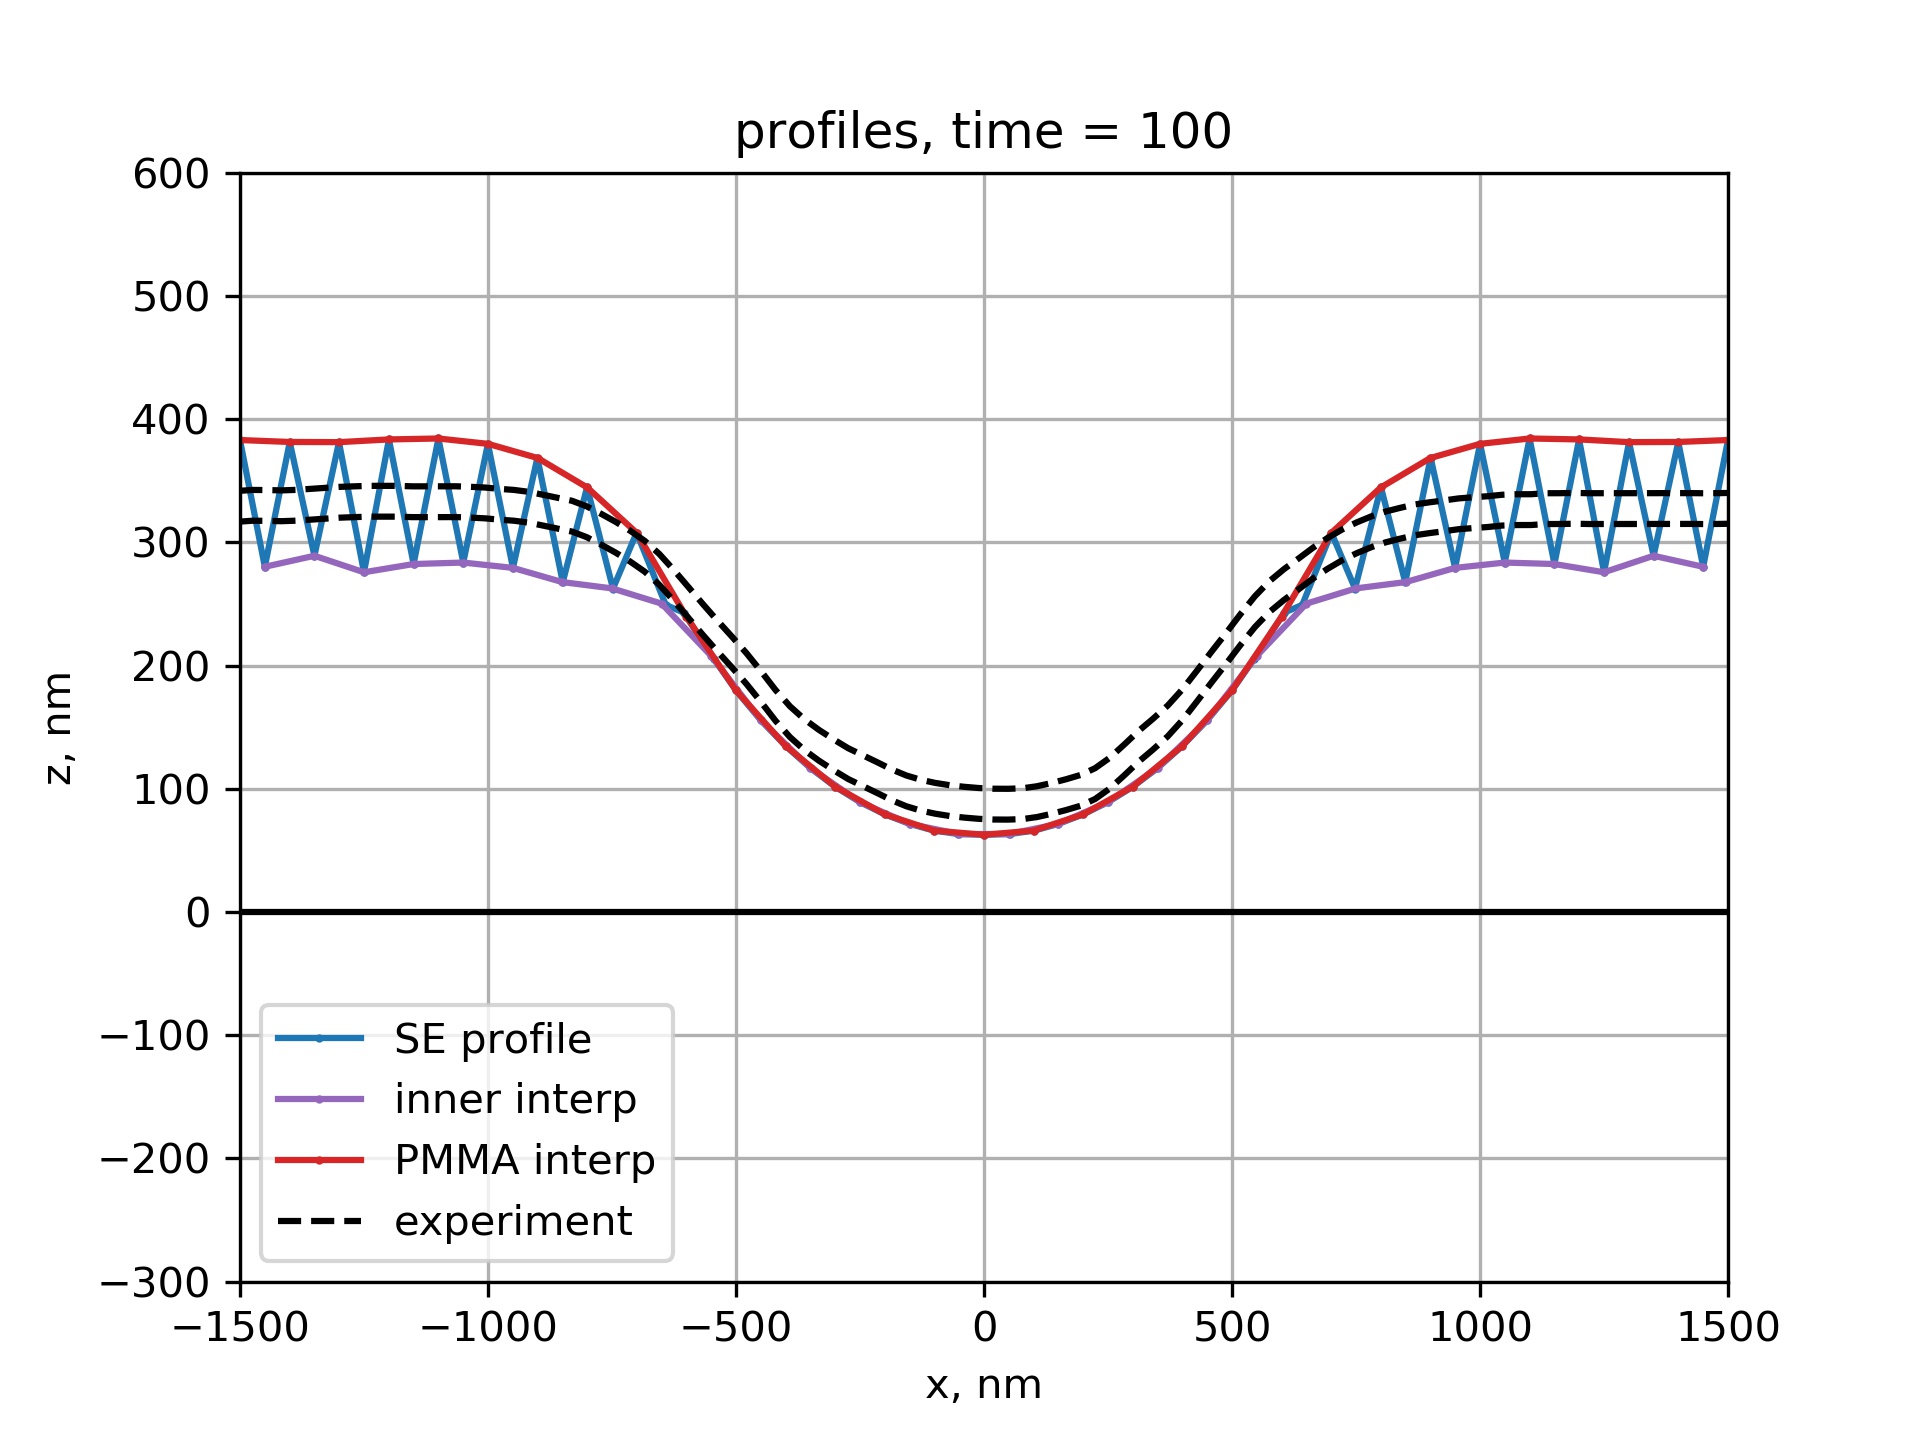 profiles, time = 100
600
500
400
300
200
100
0
−100
−200
−300
z, nm
SE profile
inner interp
PMMA interp
experiment
−1500 −1000 −500 0 500 1000 1500
x, nm